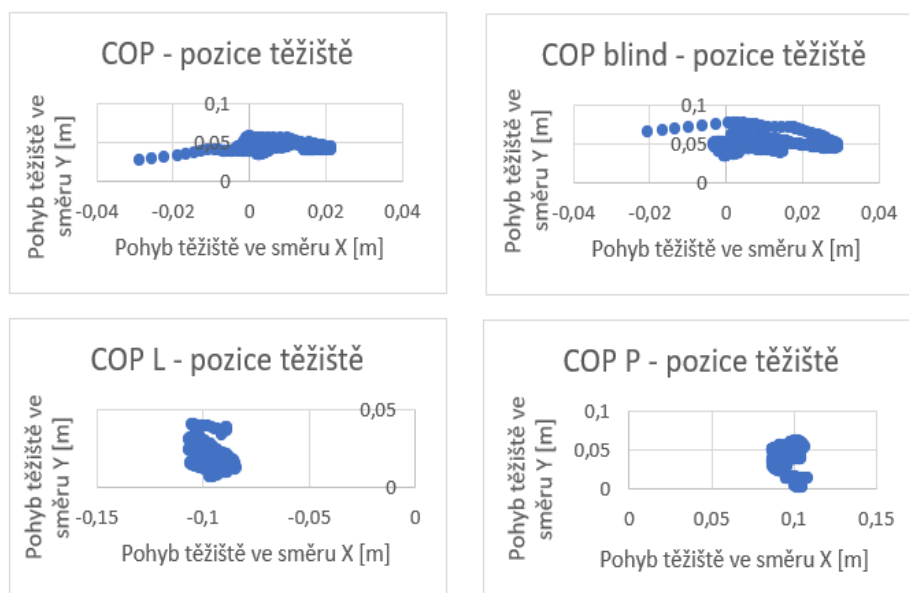 COP - pozice těžiště
Pohyb těžiště ve
směru Y [m]
0,1
0,05
0
-0,04 -0,02 0 0,02 0,04
Pohyb těžiště ve směru X [m]
COP blind - pozice těžiště
Pohyb těžiště ve
směru Y [m]
0,1
0,05
0
-0,04 -0,02 0 0,02 0,04
Pohyb těžiště ve směru X [m]
COP L - pozice těžiště
Pohyb těžiště ve
směru Y [m]
0,05
0
-0,15 -0,1 -0,05 0
Pohyb těžiště ve směru X [m]
COP P - pozice těžiště
Pohyb těžiště ve
směru Y [m]
0,1
0,05
0
0 0,05 0,1 0,15
Pohyb těžiště ve směru X [m]